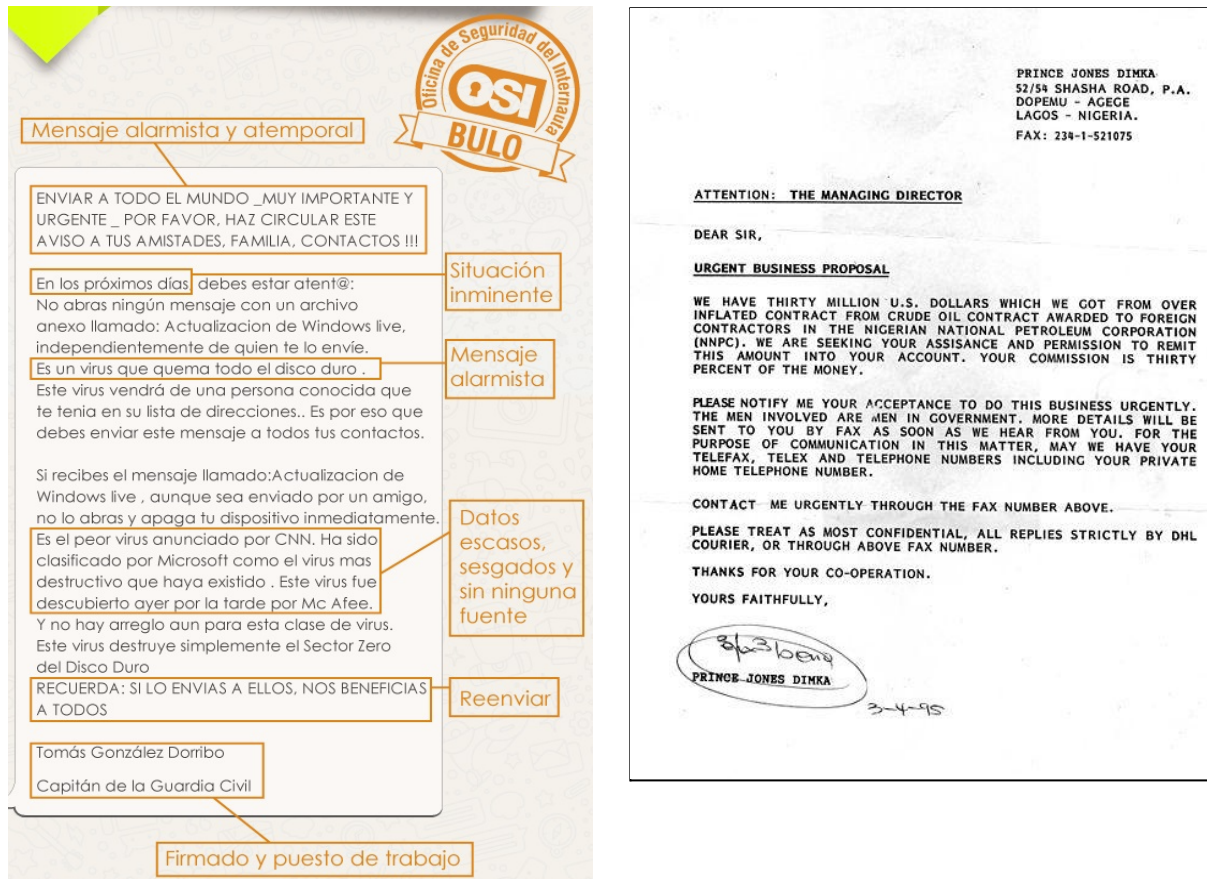 Oficina de Seguridad del Internauta
OSI
BULO
Mensaje alarmista y atemporal
ENVIAR A TODO EL MUNDO _MUY IMPORTANTE Y
URGENTE _ POR FAVOR, HAZ CIRCULAR ESTE
AVISO A TUS AMISTADES, FAMILIA, CONTACTOS !!!
En los próximos días, debes estar atent@:
No abras ningún mensaje con un archivo
anexo llamado: Actualizacion de Windows live,
independientemente de quien te lo envíe.
Es un virus que quema todo el disco duro .
Este virus vendrá de una persona conocida que
te tenia en su lista de direcciones.. Es por eso que
debes enviar este mensaje a todos tus contactos.
Si recibes el mensaje llamado:Actualizacion de
Windows live , aunque sea enviado por un amigo,
no lo abras y apaga tu dispositivo inmediatamente.
Es el peor virus anunciado por CNN. Ha sido
clasificado por Microsoft como el virus mas
destructivo que haya existido . Este virus fue
descubierto ayer por la tarde por Mc Afee.
Y no hay arreglo aun para esta clase de virus.
Este virus destruye simplemente el Sector Zero
del Disco Duro
RECUERDA: SI LO ENVIAS A ELLOS, NOS BENEFICIAS
A TODOS
Tomás González Dorribo
Capitán de la Guardia Civil
Situación
inminente
Mensaje
alarmista
Datos
escasos,
sesgados y
sin ninguna
fuente
Reenviar
Firmado y puesto de trabajo
PRINCE JONES DIMKA
52/54 SHASHA ROAD, P.A.
DOPEMU - AGEGE
LAGOS - NIGERIA.
FAX: 234-1-521075
ATTENTION: THE MANAGING DIRECTOR
DEAR SIR,
URGENT BUSINESS PROPOSAL
WE HAVE THIRTY MILLION U.S. DOLLARS WHICH WE GOT FROM OVER
INFLATED CONTRACT FROM CRUDE OIL CONTRACT AWARDED TO FOREIGN
CONTRACTORS IN THE NIGERIAN NATIONAL PETROLEUM CORPORATION
(NNPC). WE ARE SEEKING YOUR ASSISANCE AND PERMISSION TO REMIT
THIS AMOUNT INTO YOUR ACCOUNT. YOUR COMMISSION IS THIRTY
PERCENT OF THE MONEY.
PLEASE NOTIFY ME YOUR ACCEPTANCE TO DO THIS BUSINESS URGENTLY.
THE MEN INVOLVED ARE MEN IN GOVERNMENT. MORE DETAILS WILL BE
SENT TO YOU BY FAX AS SOON AS WE HEAR FROM YOU. FOR THE
PURPOSE OF COMMUNICATION IN THIS MATTER, MAY WE HAVE YOUR
TELEFAX, TELEX AND TELEPHONE NUMBERS INCLUDING YOUR PRIVATE
HOME TELEPHONE NUMBER.
CONTACT ME URGENTLY THROUGH THE FAX NUMBER ABOVE.
PLEASE TREAT AS MOST CONFIDENTIAL, ALL REPLIES STRICTLY BY DHL
COURIER, OR THROUGH ABOVE FAX NUMBER.
THANKS FOR YOUR CO-OPERATION.
YOURS FAITHFULLY,
PRINCE JONES DIMKA
3-4-95